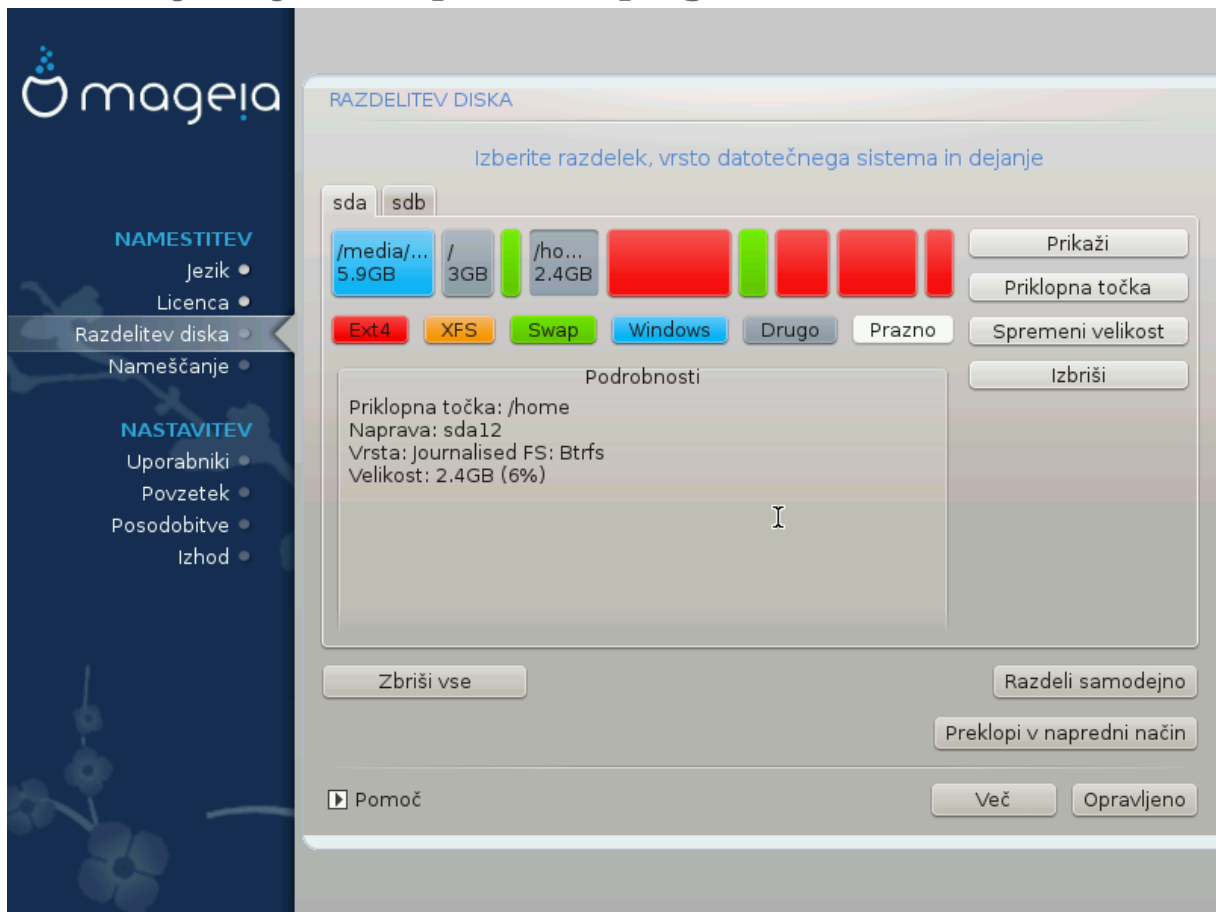 mageia
NAMESTITEV
Jezik
Licenca
Razdelitev diska
Nameščanje
NASTAVITEV
Uporabniki
Povzetek
Posodobitve
Izhod
RAZDELITEV DISKA
Izberite razdelek, vrsto datotečnega sistema in dejanje
sda sdb
/media/... / /ho...
5.9GB 3GB 2.4GB
Ext4 XFS Swap Windows Drugo Prazno
Prikaži
Priklopna točka
Spremeni velikost
Izbriši
Podrobnosti
Priklopna točka: /home
Naprava: sda12
Vrsta: Journalised FS: Btrfs
Velikost: 2.4GB (6%)
Zbriši vse
Razdeli samodejno
Preklopi v napredni način
Pomoč
Več
Opravljeno